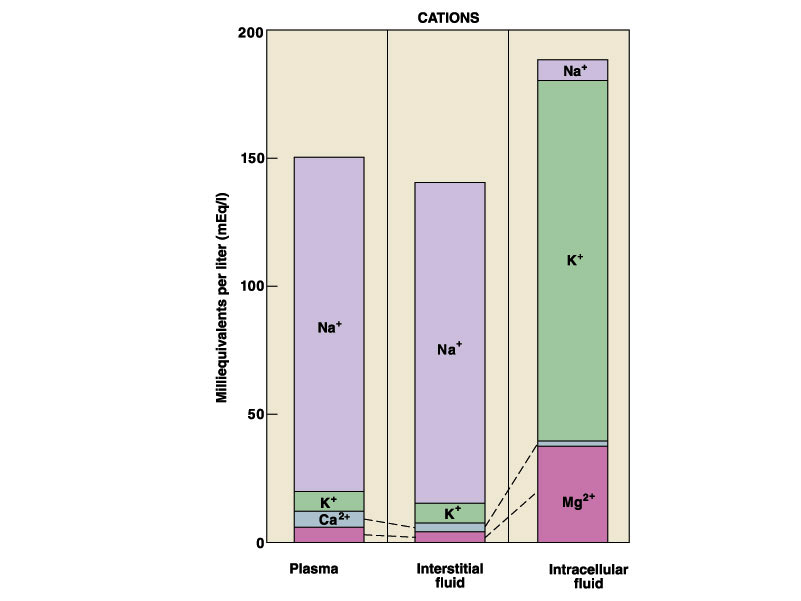 CATIONS
200
150
100
50
0
Milliequivalents per liter (mEq/l)
Na⁺
K⁺
Ca²⁺
Na⁺
K⁺
Na⁺
K⁺
Mg²⁺
Plasma
Interstitial
fluid
Intracellular
fluid